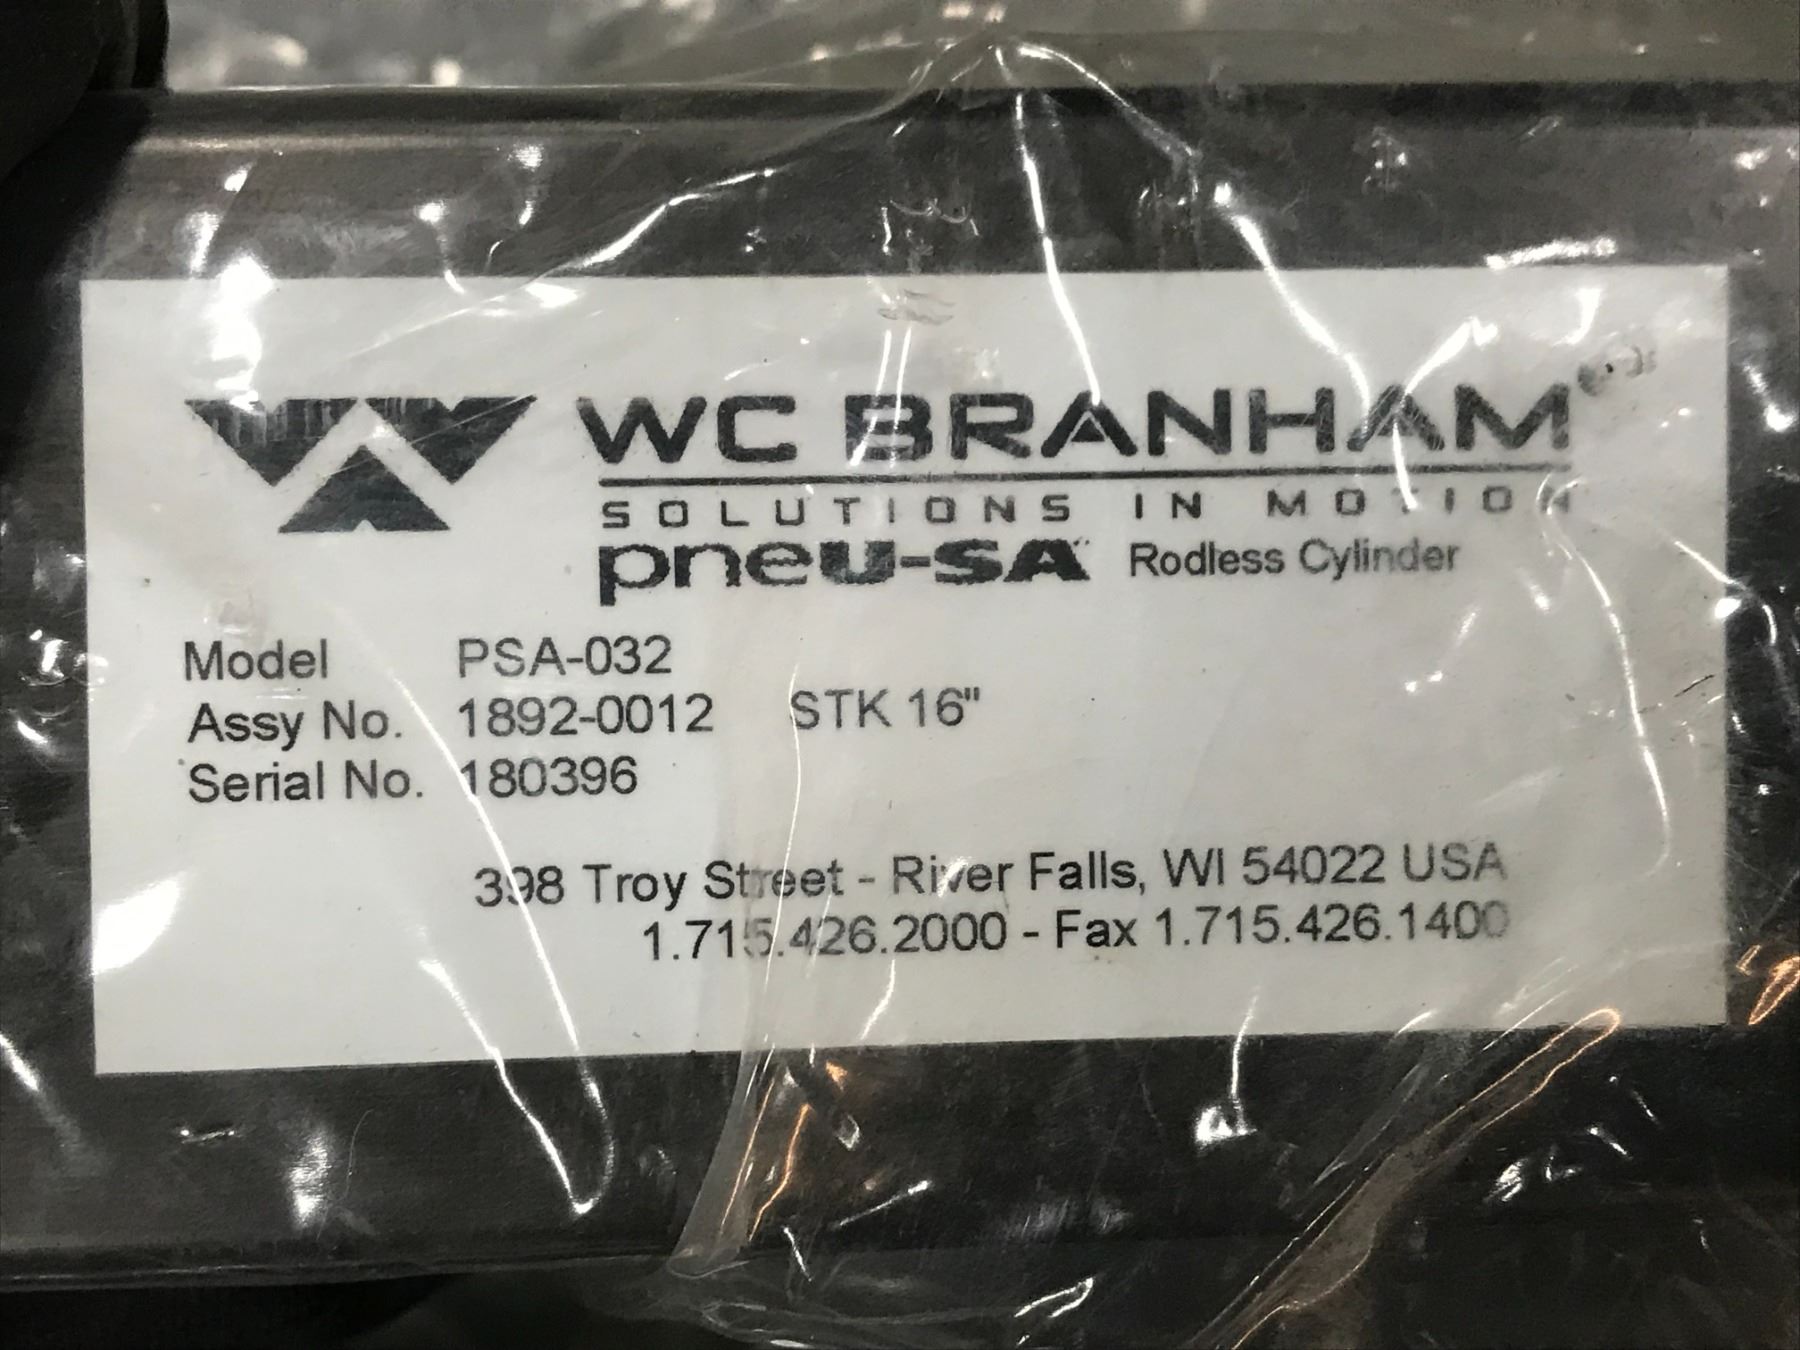 WC BRANHAM
SOLUTIONS IN MOTION
pneu-SA™ Rodless Cylinder
Model PSA-032
Assy No. 1892-0012 STK 16"
Serial No. 180396
398 Troy Street - River Falls, WI 54022 USA
1.715.426.2000 - Fax 1.715.426.1400